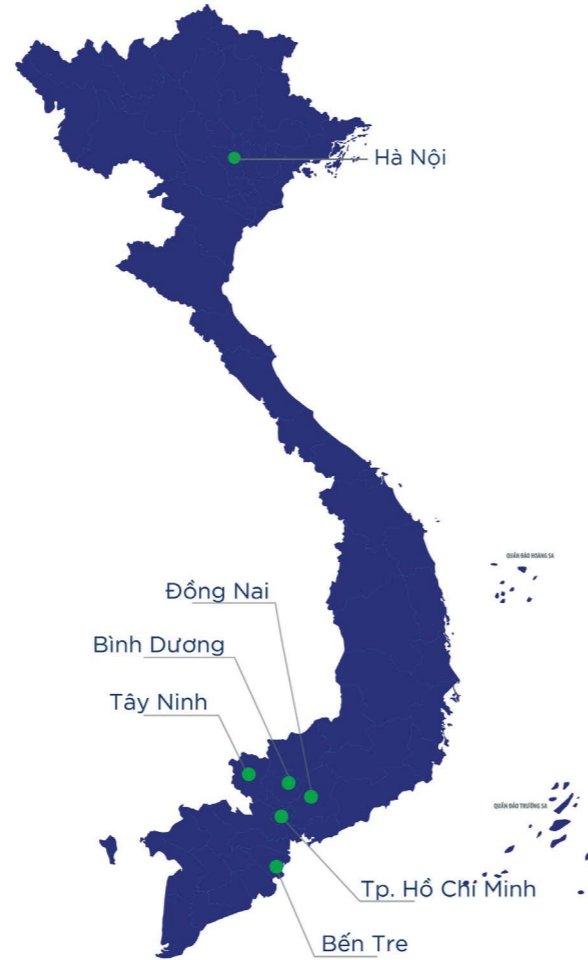 Hà Nội
QUẦN ĐẢO HOÀNG SA
Đồng Nai
Bình Dương
Tây Ninh
QUẦN ĐẢO TRƯỜNG SA
Tp. Hồ Chí Minh
Bến Tre